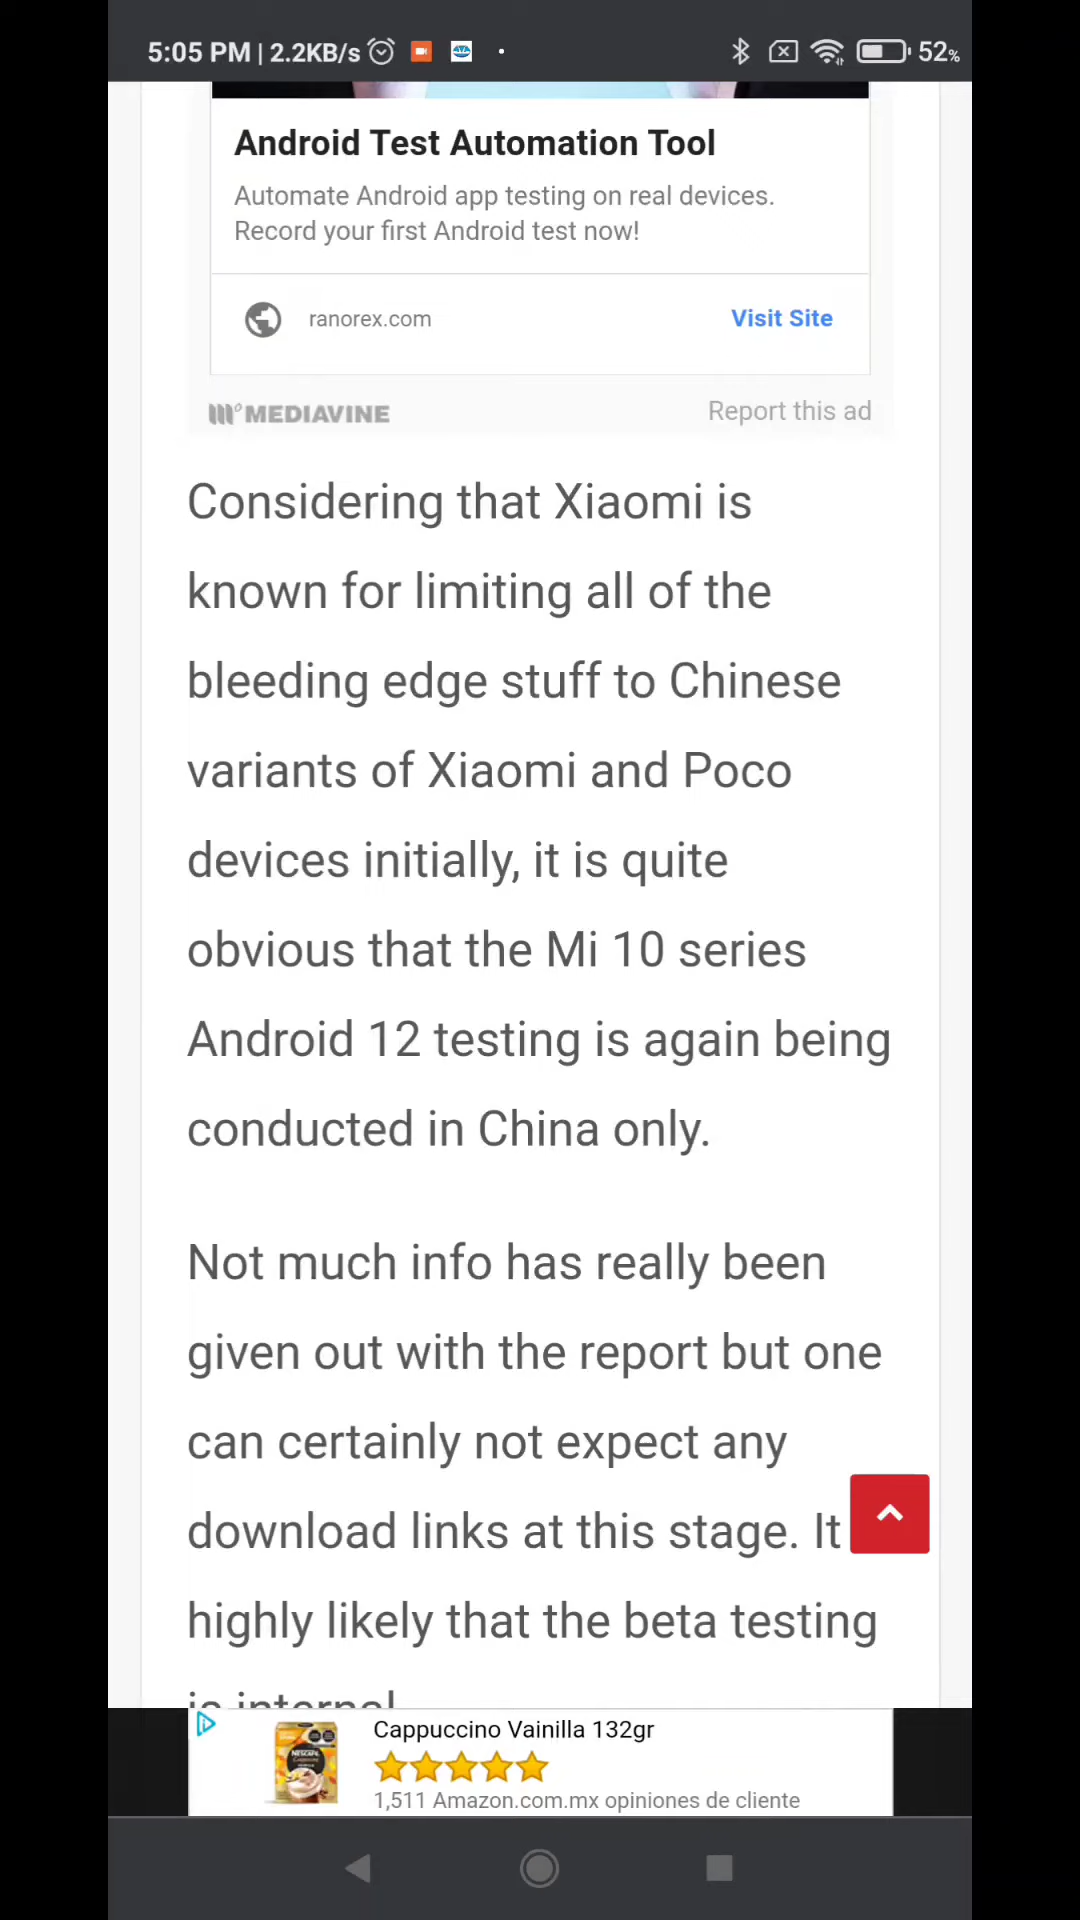 5:05 PM | 2.2KB/s 52%
Android Test Automation Tool
Automate Android app testing on real devices.
Record your first Android test now!
ranorex.com Visit Site
MEDIAVINE Report this ad
Considering that Xiaomi is
known for limiting all of the
bleeding edge stuff to Chinese
variants of Xiaomi and Poco
devices initially, it is quite
obvious that the Mi 10 series
Android 12 testing is again being
conducted in China only.
Not much info has really been
given out with the report but one
can certainly not expect any
download links at this stage. It
highly likely that the beta testing
is internal
Cappuccino Vainilla 132gr
NESCAFÉ
1,511 Amazon.com.mx opiniones de cliente